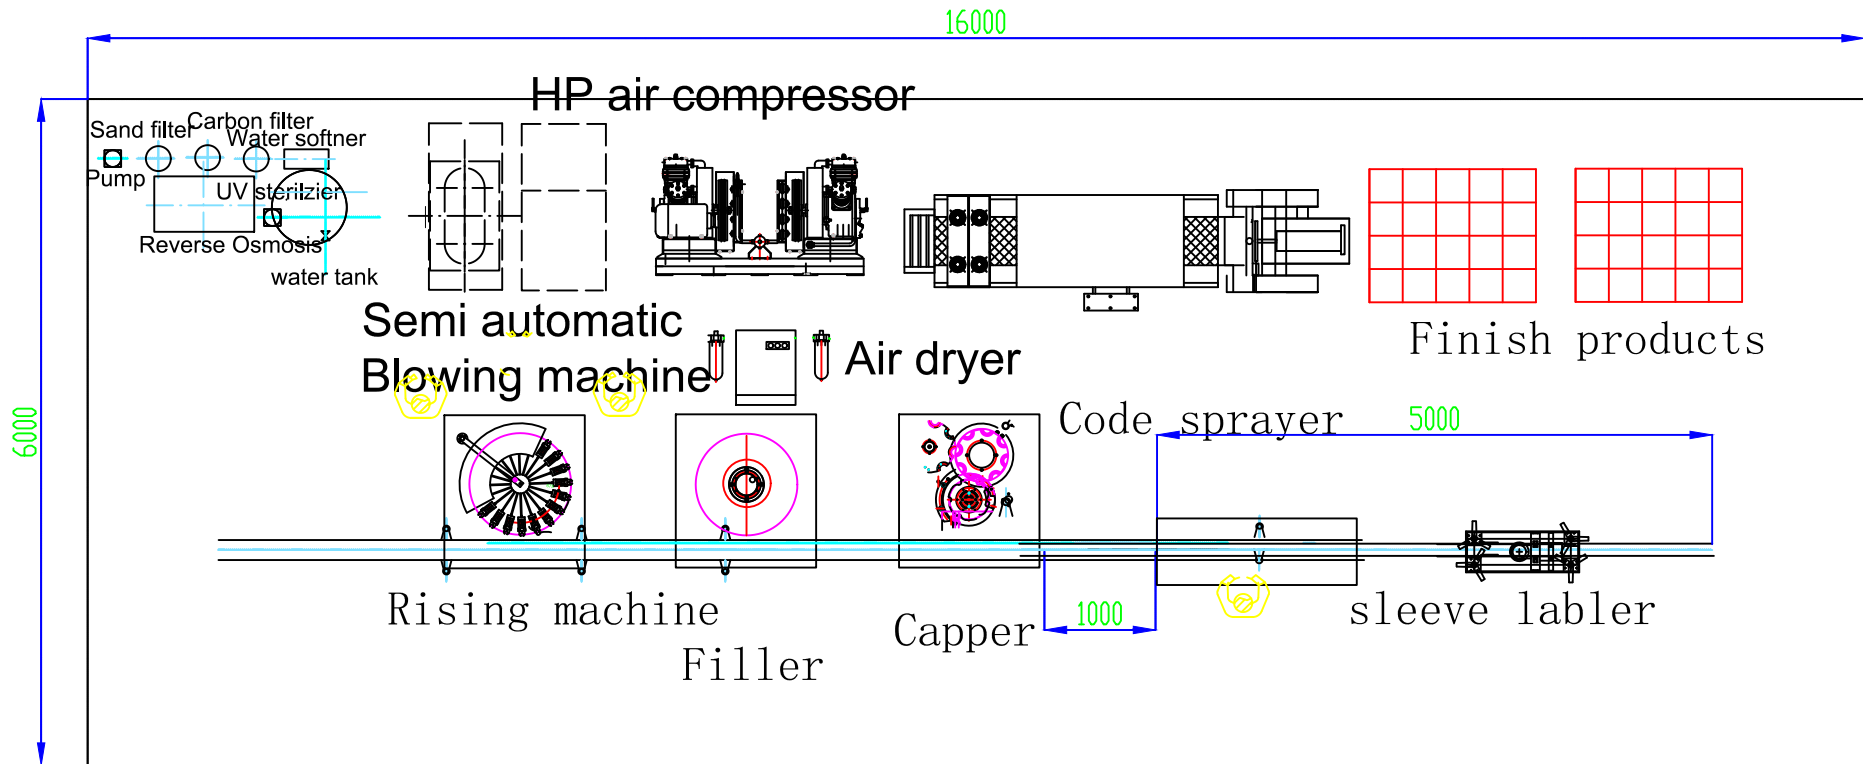 16000
HP air compressor
Carbon filter
Sand filter
Water softner
Pump
UV sterilzier
Reverse Osmosis
water tank
Semi automatic
Blowing machine
Air dryer
Finish products
6000
Code sprayer
5000
Rising machine
1000
sleeve labler
Capper
Filler